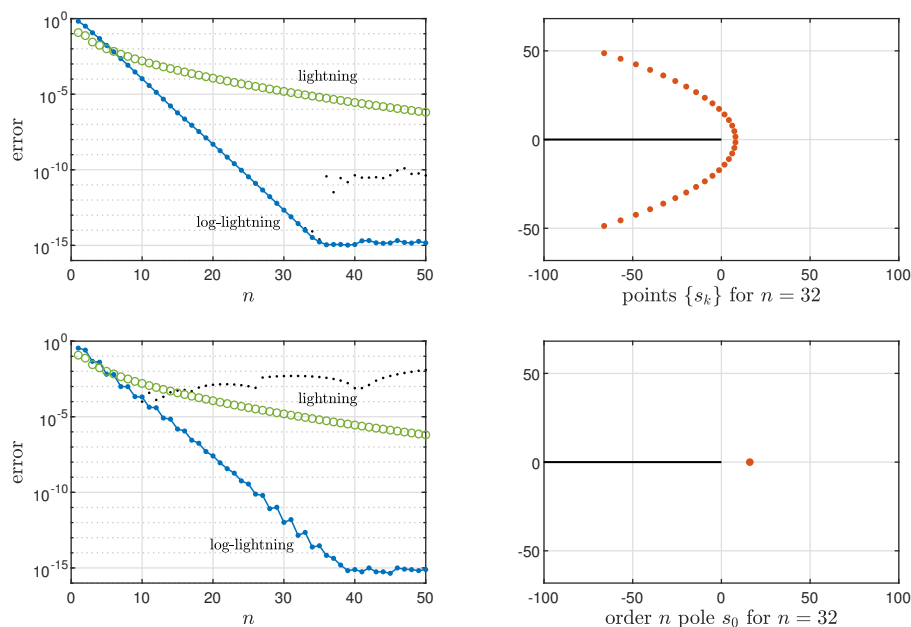 10^0
10^-5
10^-10
10^-15
error
lightning
log-lightning
0 10 20 30 40 50
n
50
0
-50
-100 -50 0 50 100
points {s_k} for n = 32
10^0
10^-5
10^-10
10^-15
error
lightning
log-lightning
0 10 20 30 40 50
n
50
0
-50
-100 -50 0 50 100
order n pole s_0 for n = 32